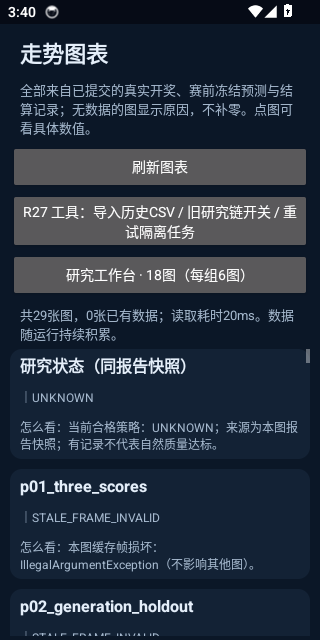 3:40
走势图表
全部来自已提交的真实开奖、赛前冻结预测与结
算记录；无数据的图显示原因，不补零。点图可
看具体数值。
刷新图表
R27 工具：导入历史CSV / 旧研究链开关 / 重
试隔离任务
研究工作台 · 18图（每组6图）
共29张图，0张已有数据；读取耗时20ms。数据
随运行持续积累。
研究状态（同报告快照）
｜UNKNOWN
怎么看：当前合格策略：UNKNOWN；来源为本图报
告快照；有记录不代表自然质量达标。
p01_three_scores
｜STALE_FRAME_INVALID
怎么看：本图缓存帧损坏：
IllegalArgumentException（不影响其他图）。
p02_generation_holdout